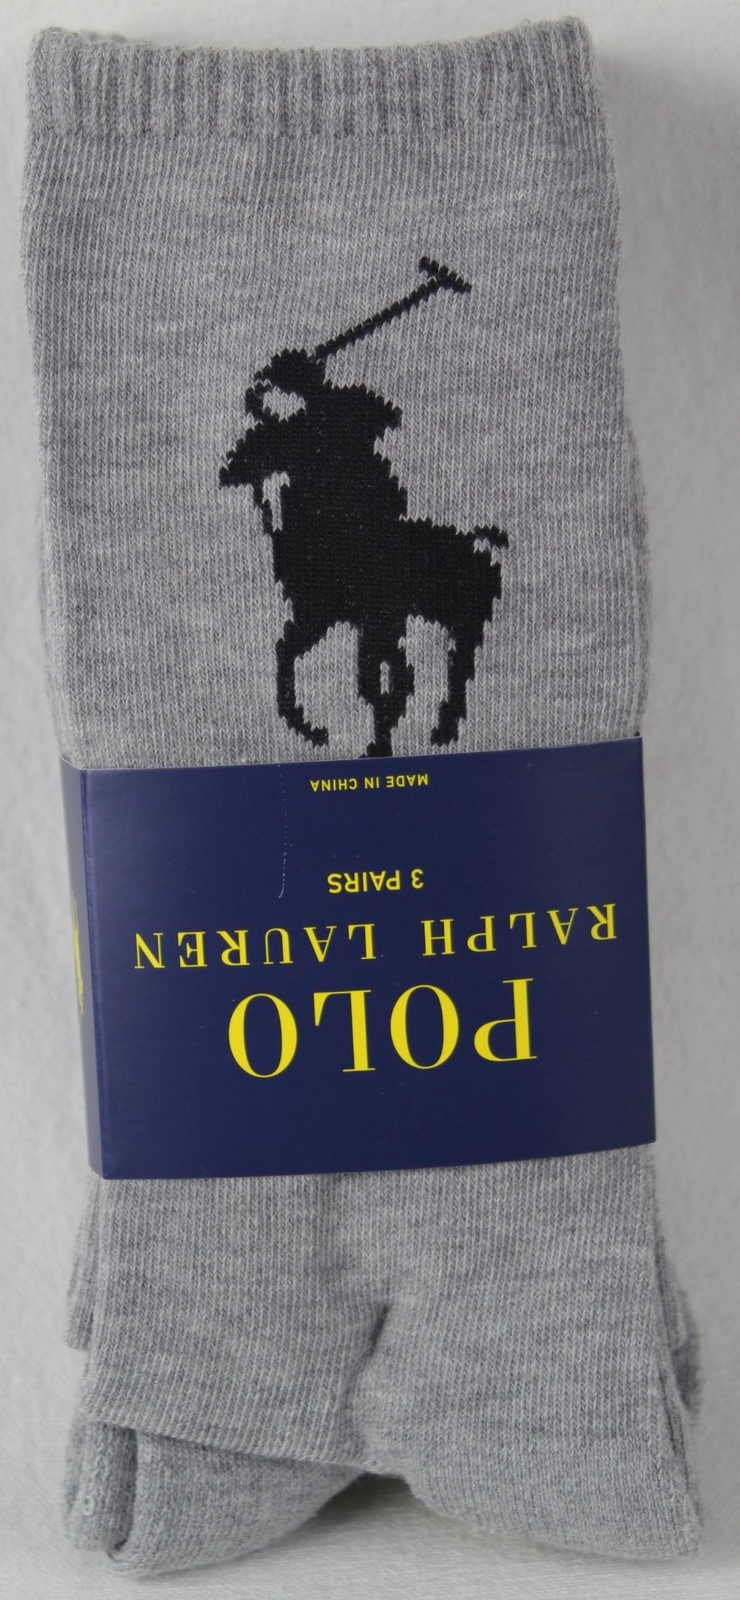 POLO
RALPH LAUREN
3 PAIRS
MADE IN CHINA